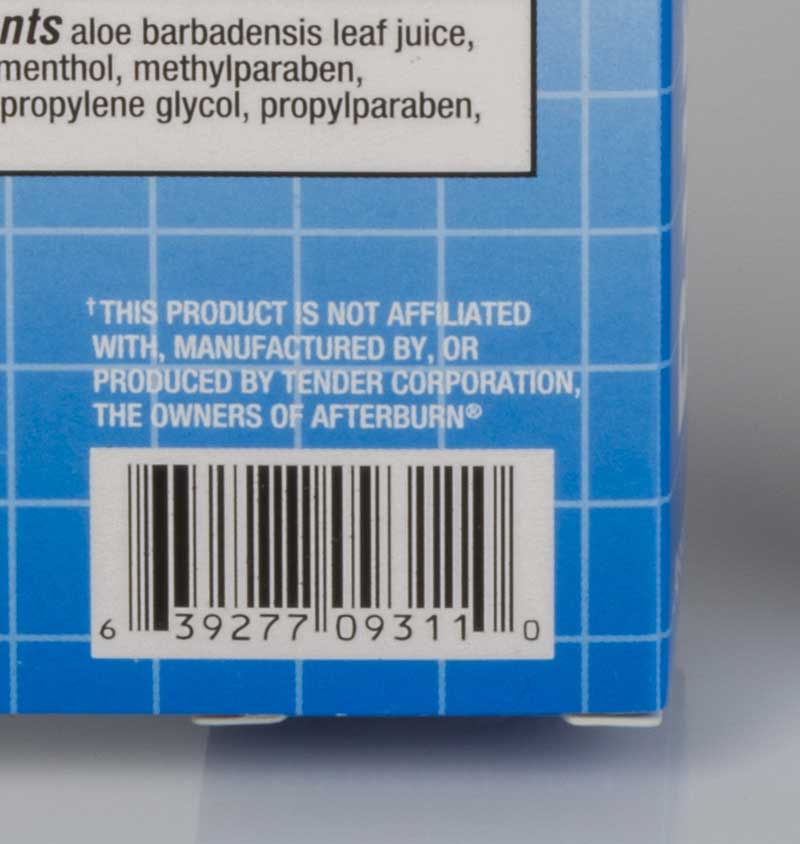 nts aloe barbadensis leaf juice,
menthol, methylparaben,
propylene glycol, propylparaben,
†THIS PRODUCT IS NOT AFFILIATED
WITH, MANUFACTURED BY, OR
PRODUCED BY TENDER CORPORATION,
THE OWNERS OF AFTERBURN®
6 39277 09311 0